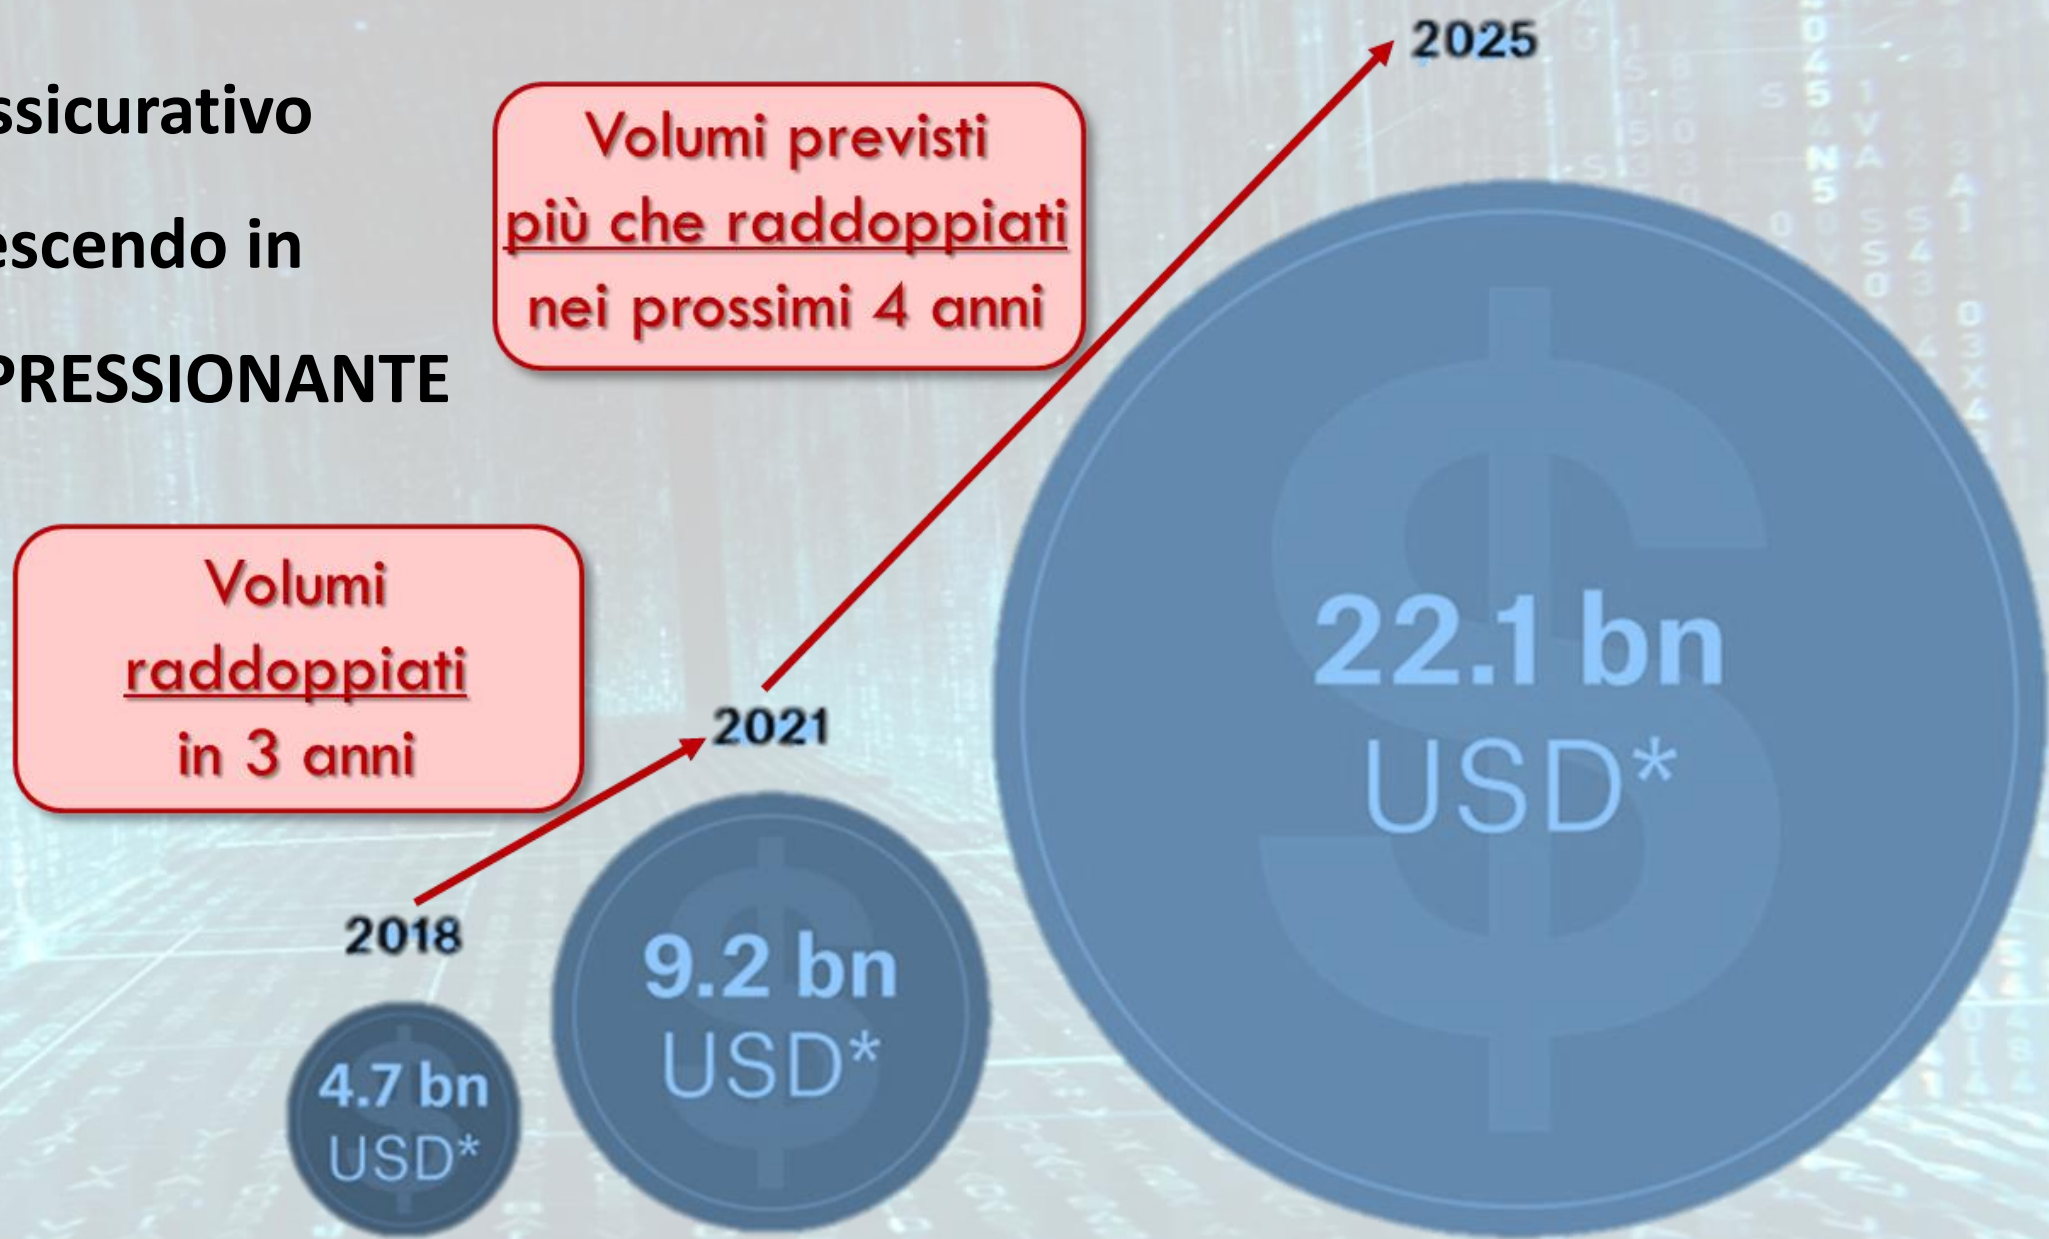 ssicurativo
escendo in
PRESSIONANTE
Volumi previsti
più che raddoppiati
nei prossimi 4 anni
2025
Volumi
raddoppiati
in 3 anni
2021
2018
22.1 bn
USD*
9.2 bn
USD*
4.7 bn
USD*